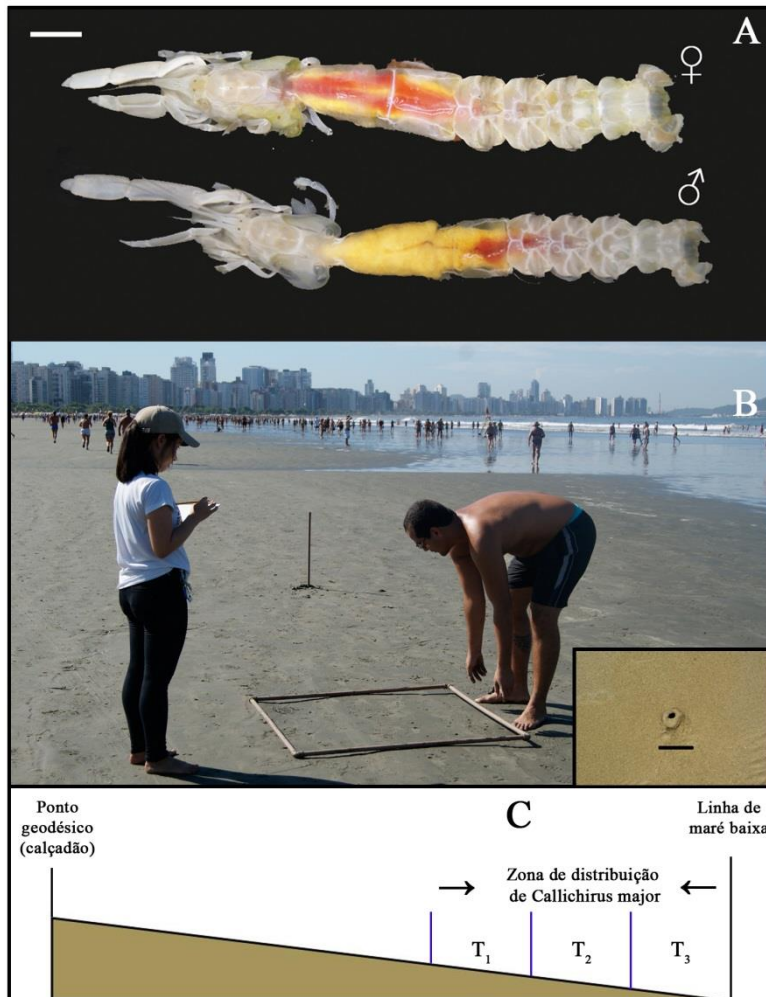 A
♀
♂
B
C
Ponto
geodésico
(calçadão)
Linha de
maré baixa
Zona de distribuição
de Callichirus major
T1
T2
T3